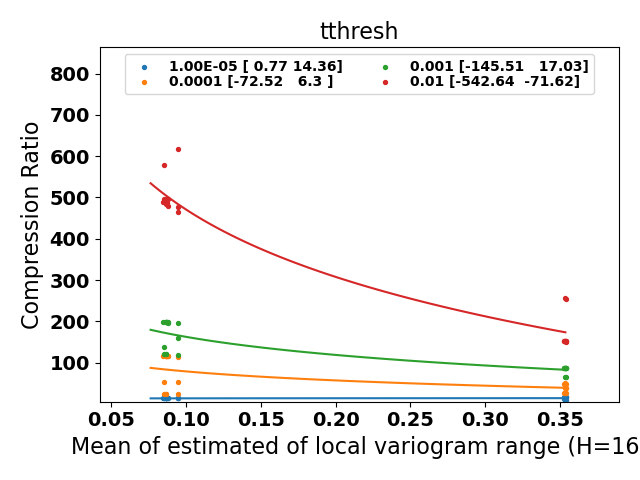 tthresh
1.00E-05 [ 0.77 14.36]
0.0001 [-72.52   6.3 ]
0.001 [-145.51   17.03]
0.01 [-542.64  -71.62]
Compression Ratio
800
700
600
500
400
300
200
100
0.05 0.10 0.15 0.20 0.25 0.30 0.35
Mean of estimated of local variogram range (H=16